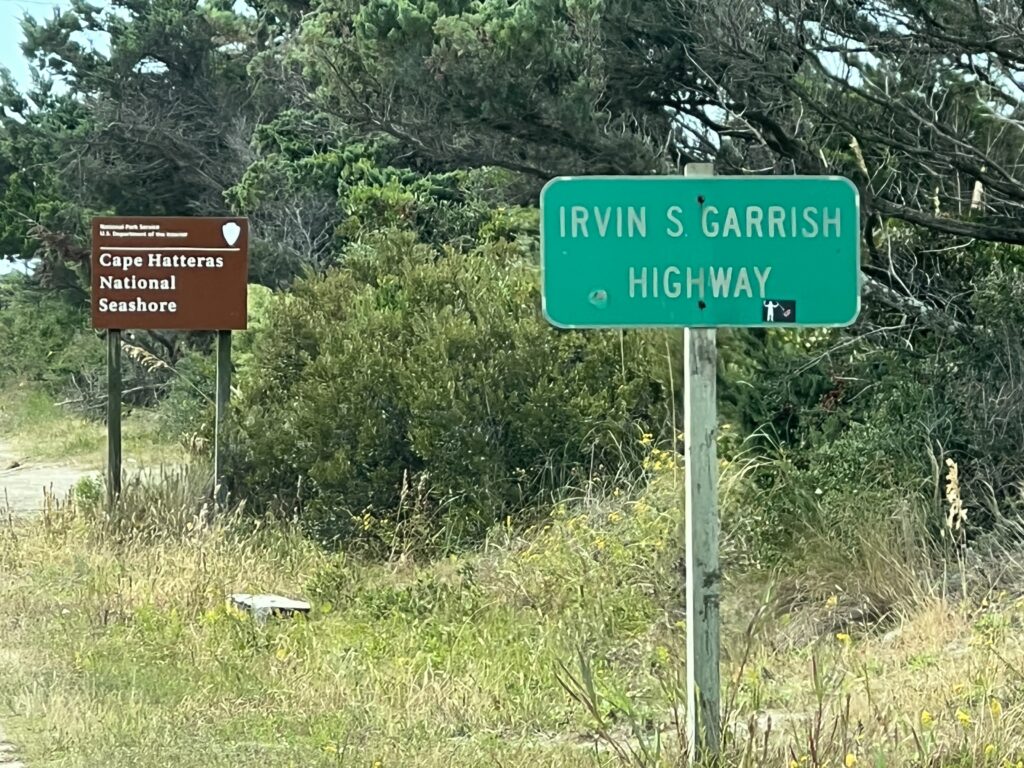 National Park Service
U.S. Department of the Interior
Cape Hatteras
National
Seashore
IRVIN S. GARRISH
HIGHWAY